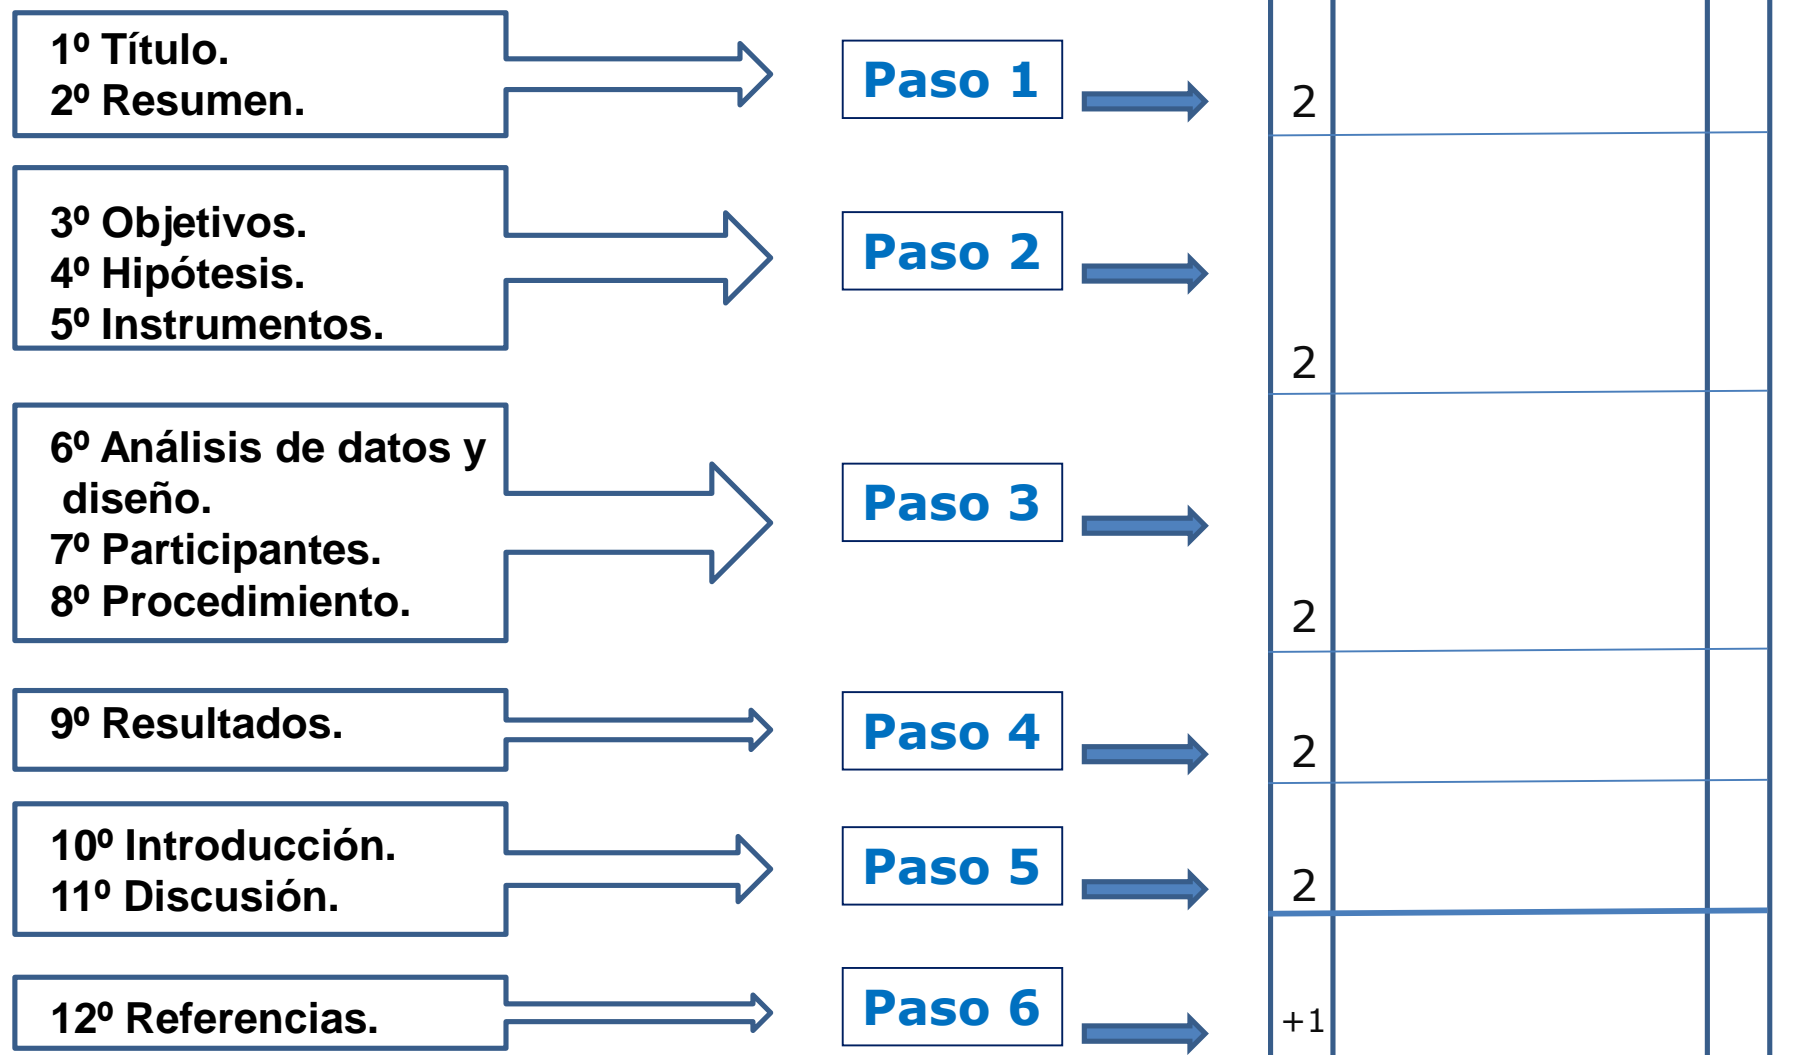 1º Título.
2º Resumen.
Paso 1
2
3º Objetivos.
4º Hipótesis.
5º Instrumentos.
Paso 2
2
6º Análisis de datos y
diseño.
7º Participantes.
8º Procedimiento.
Paso 3
2
9º Resultados.
Paso 4
2
10º Introducción.
11º Discusión.
Paso 5
2
12º Referencias.
Paso 6
+1